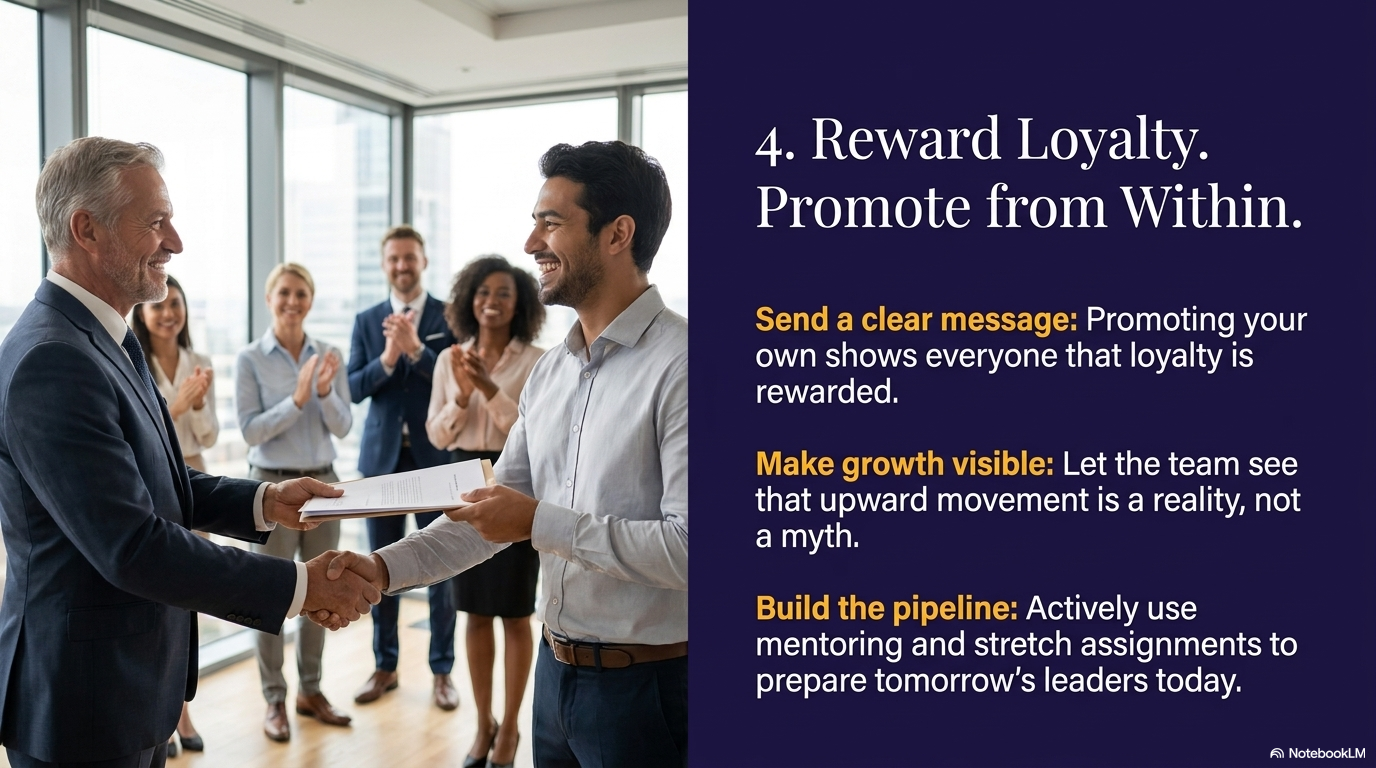 4. Reward Loyalty.
Promote from Within.
Send a clear message: Promoting your
own shows everyone that loyalty is
rewarded.
Make growth visible: Let the team see
that upward movement is a reality, not
a myth.
Build the pipeline: Actively use
mentoring and stretch assignments to
prepare tomorrow’s leaders today.
NotebookLM